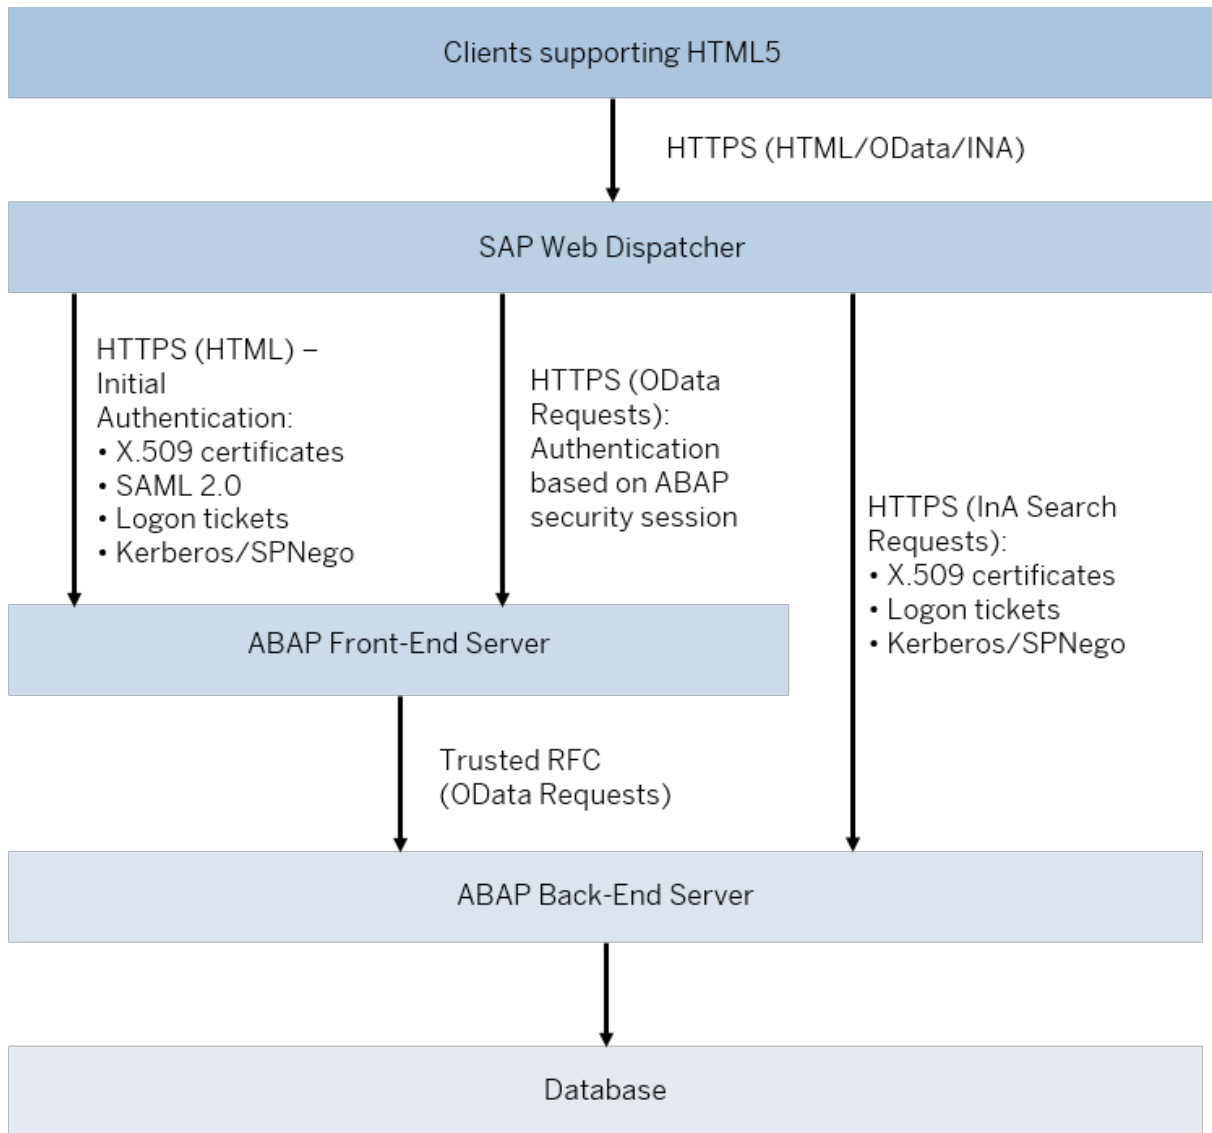 Clients supporting HTML5
HTTPS (HTML/OData/INA)
SAP Web Dispatcher
HTTPS (HTML) –
Initial
Authentication:
• X.509 certificates
• SAML 2.0
• Logon tickets
• Kerberos/SPNego
HTTPS (OData
Requests):
Authentication
based on ABAP
security session
HTTPS (InA Search
Requests):
• X.509 certificates
• Logon tickets
• Kerberos/SPNego
ABAP Front-End Server
Trusted RFC
(OData Requests)
ABAP Back-End Server
Database